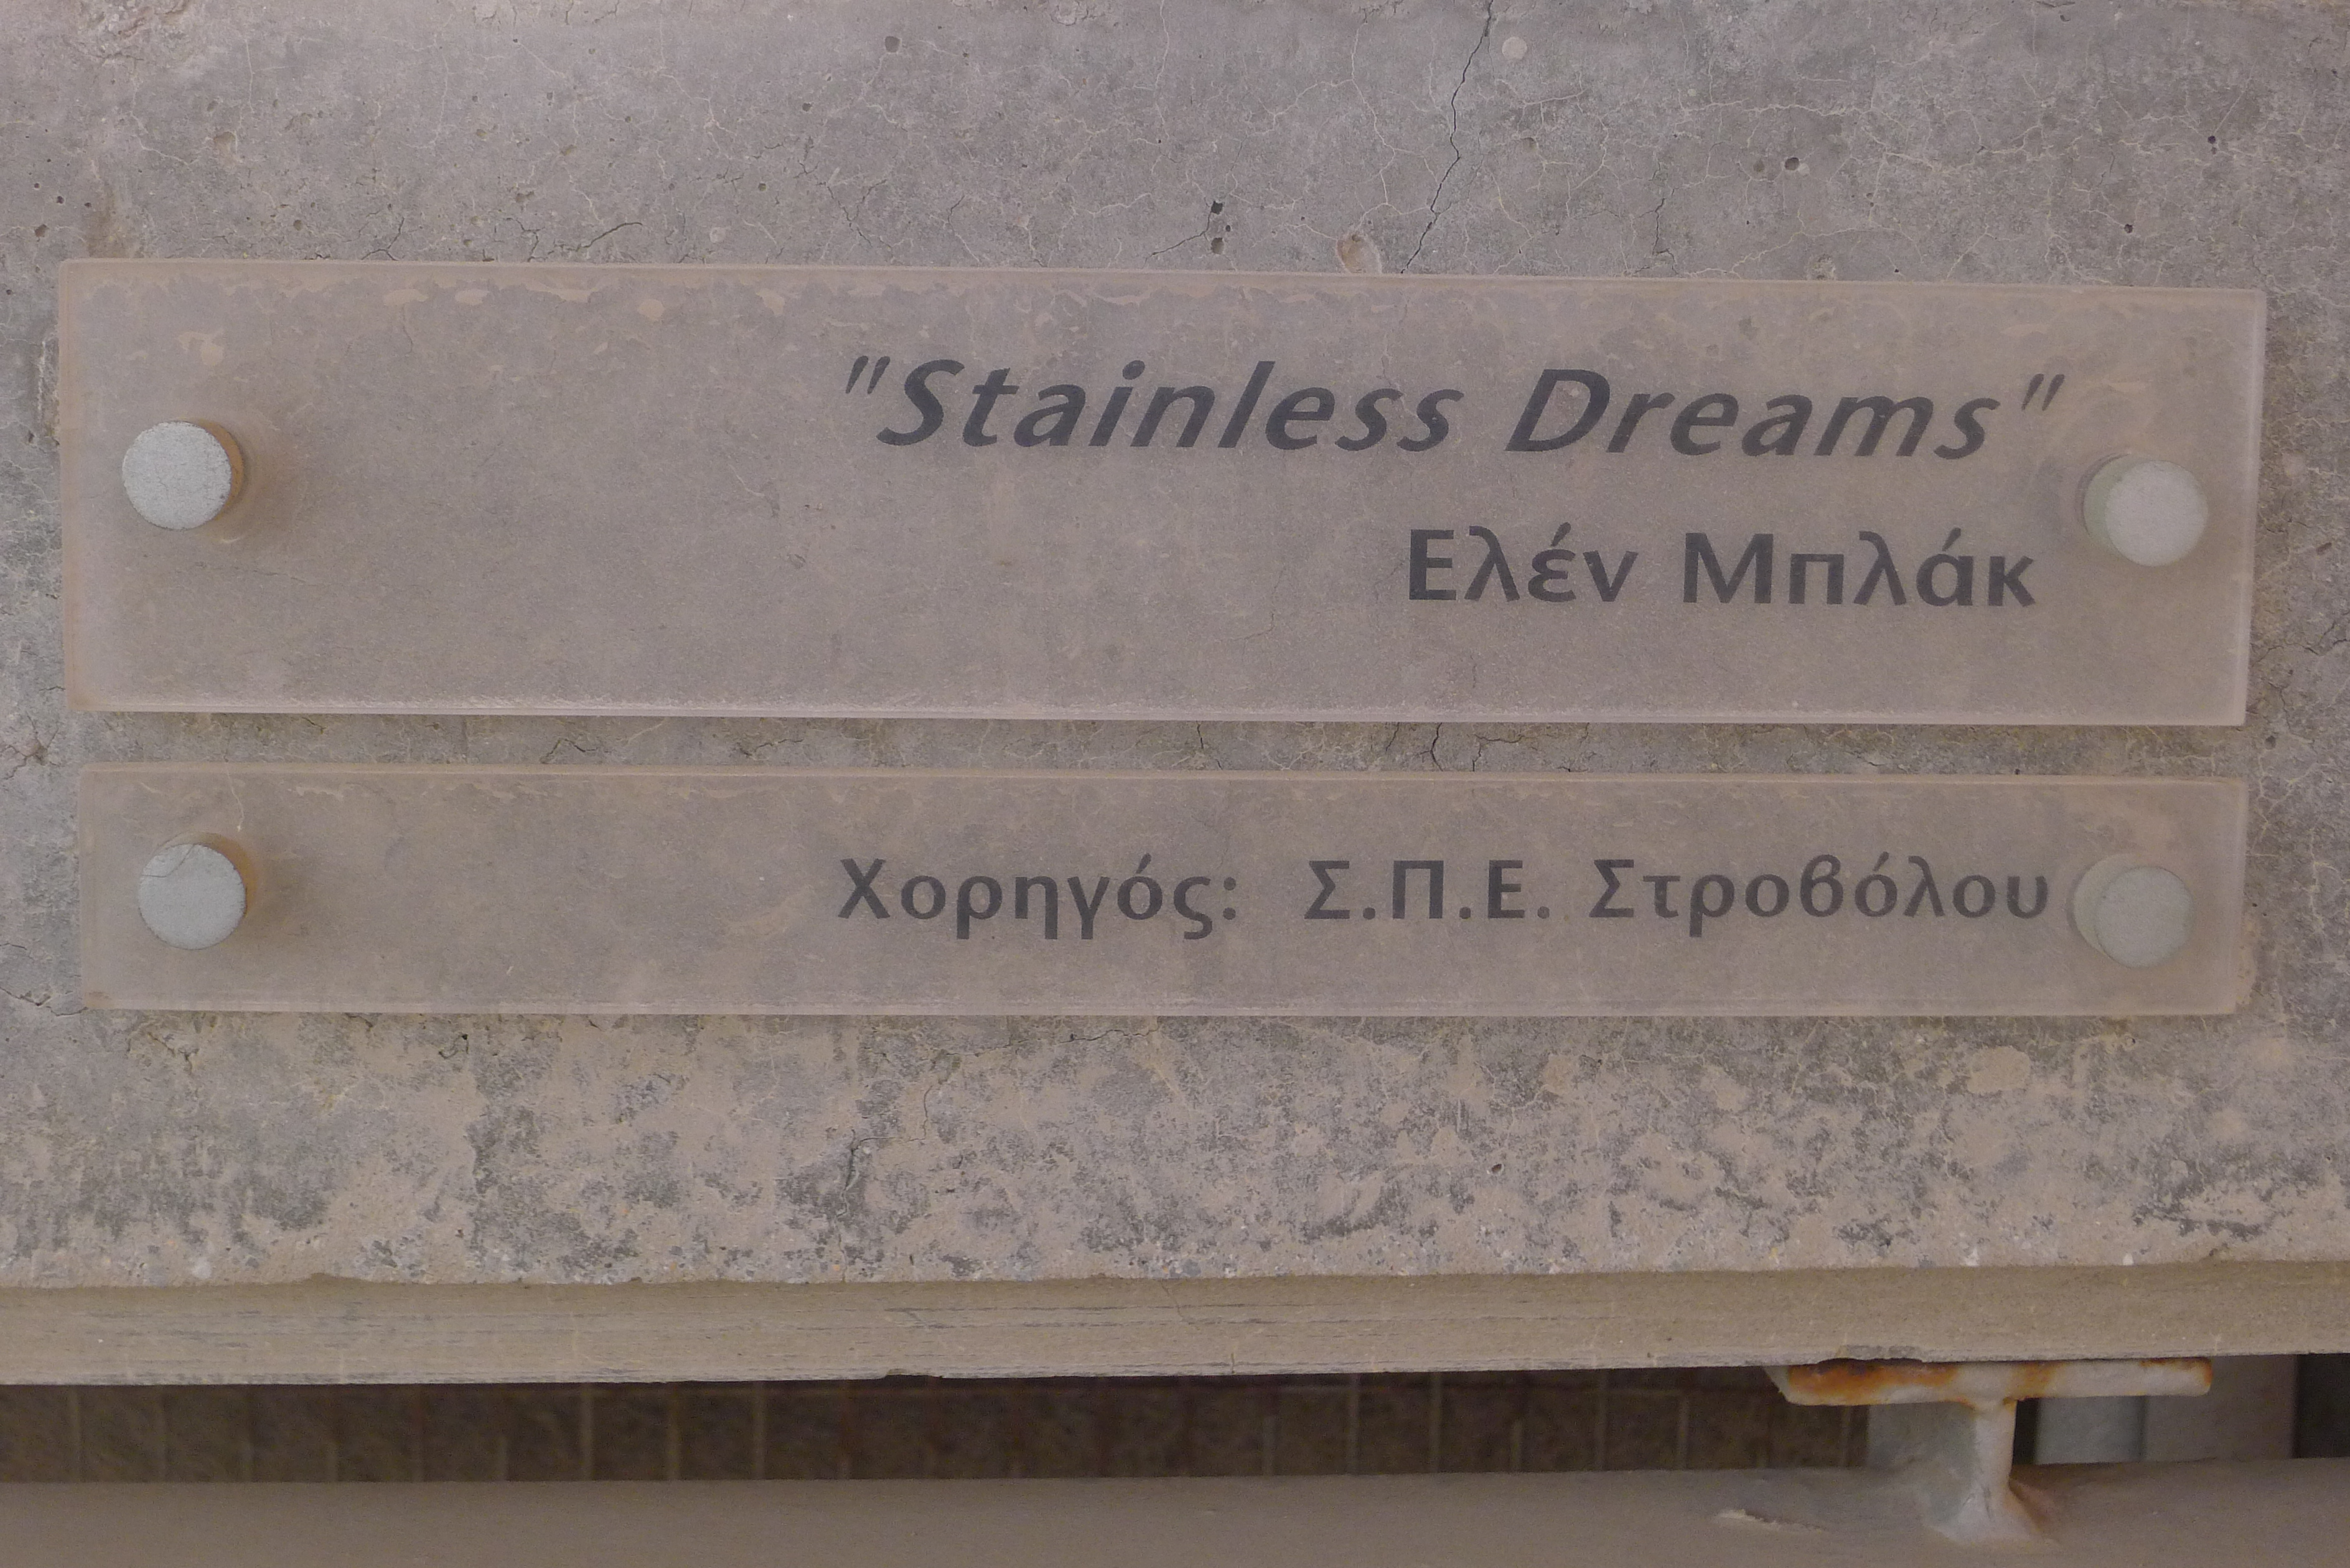 "Stainless Dreams"
Ελέν Μπλάκ
Χορηγός: Σ.Π.Ε. Στροβόλου